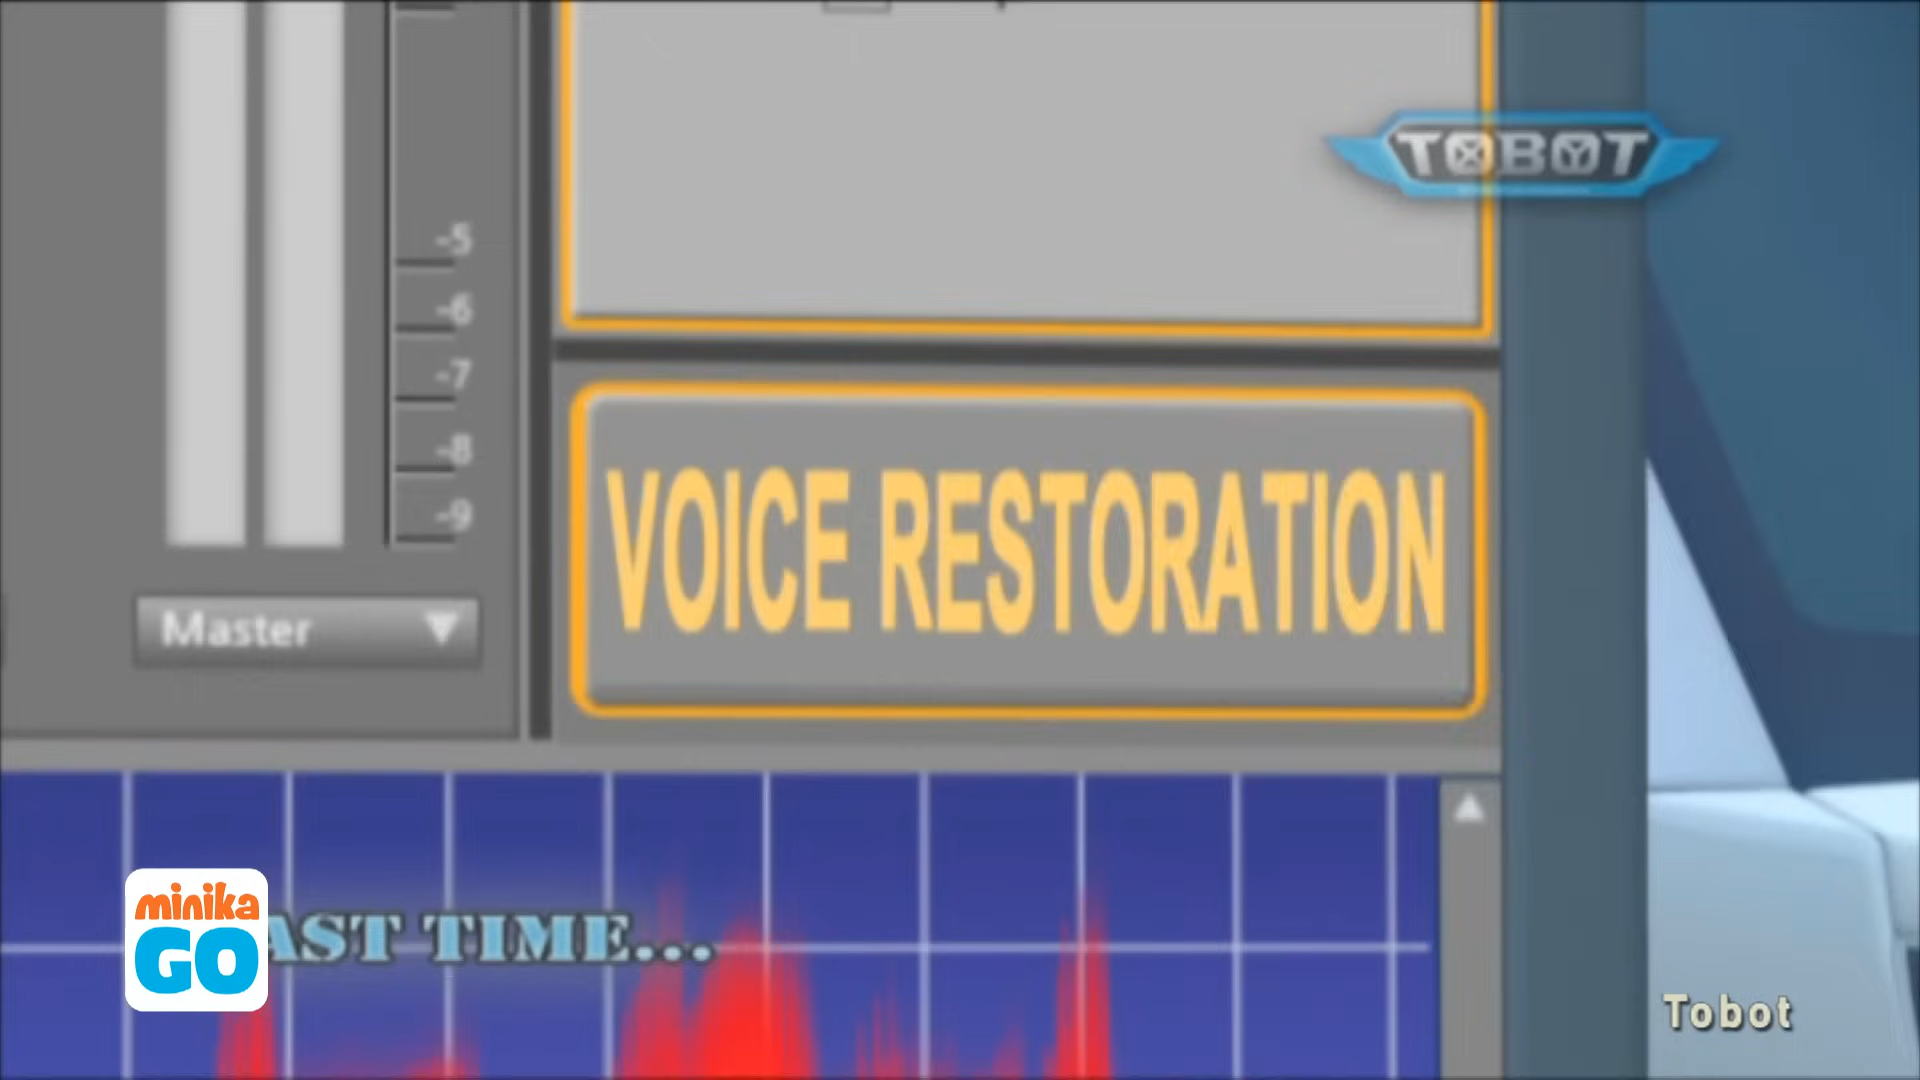 TOBOT
-5
-6
-7
-8
-9
VOICE RESTORATION
Master
minika
GO
AST TIME...
Tobot